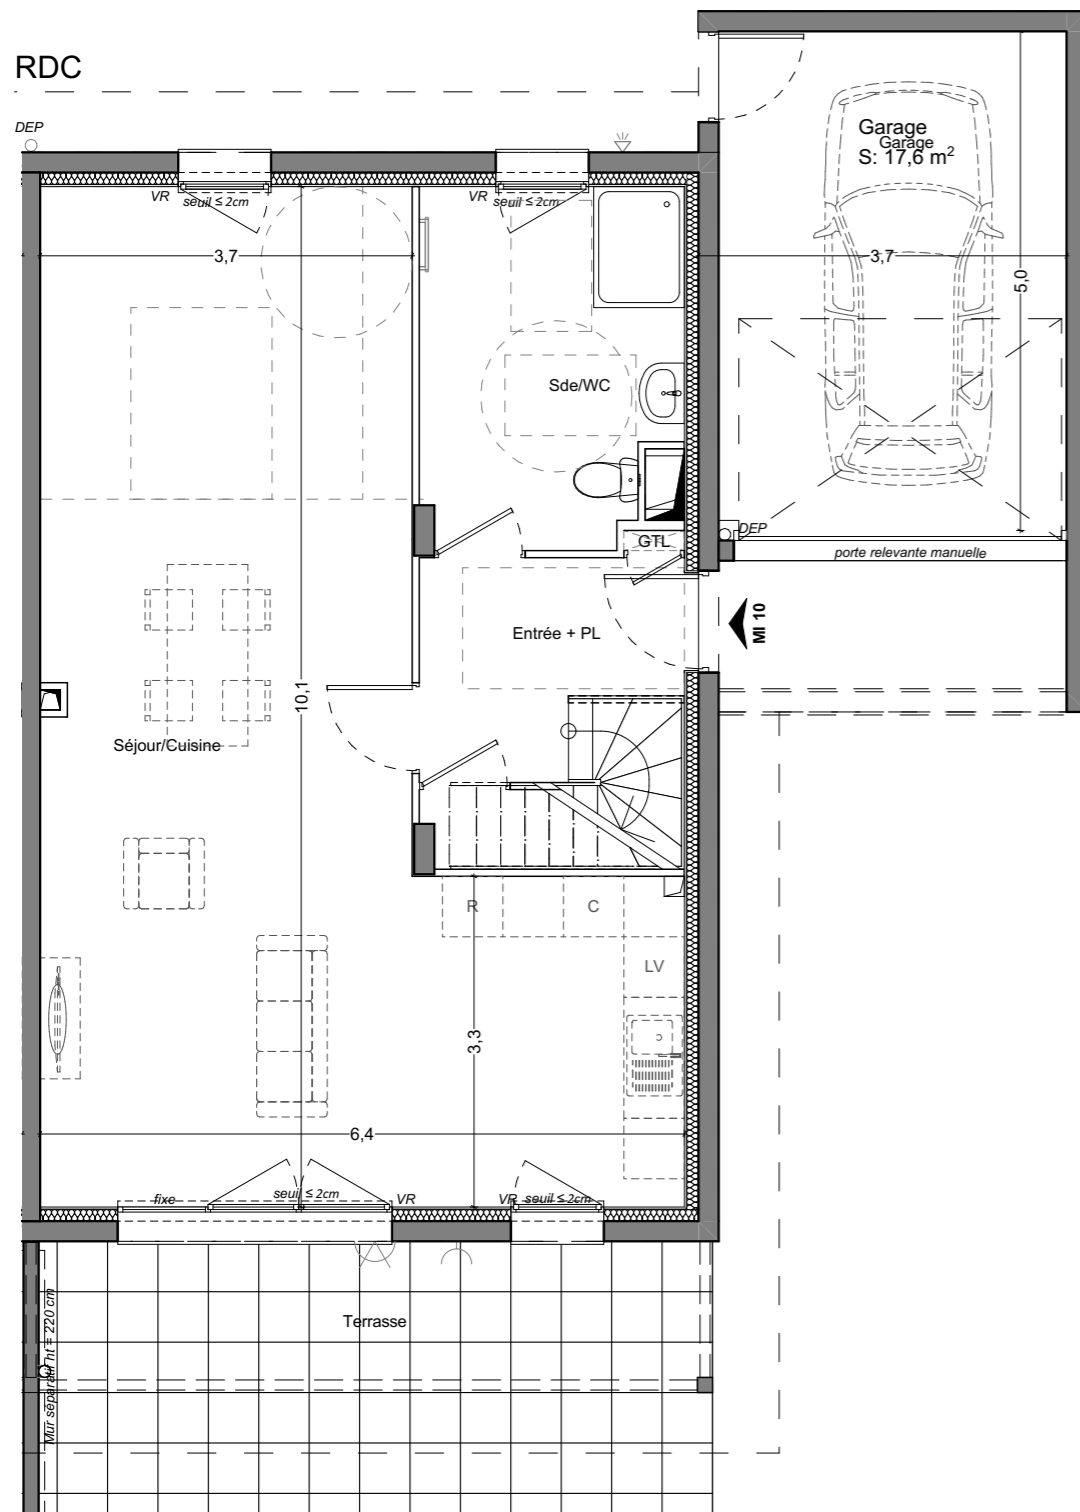 RDC
DEP
Garage
Garage
S: 17,6 m²
VR
seuil ≤ 2cm
VR
seuil ≤ 2cm
3,7
3,7
5,0
Sde/WC
DEP
GTL
porte relevante manuelle
Entrée + PL
MI 10
10,1
Séjour/Cuisine
R
C
LV
3,3
6,4
fixe
seuil ≤ 2cm
VR
VR
seuil ≤ 2cm
Terrasse
Mur séparatif ht = 220 cm